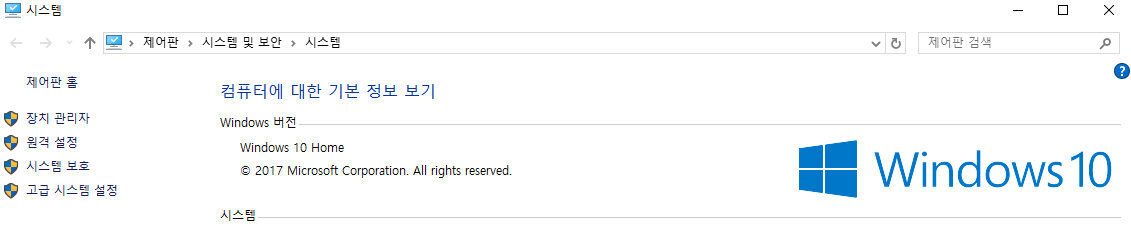 시스템
제어판 › 시스템 및 보안 › 시스템
제어판 검색
?
제어판 홈
장치 관리자
원격 설정
시스템 보호
고급 시스템 설정
컴퓨터에 대한 기본 정보 보기
Windows 버전
Windows 10 Home
© 2017 Microsoft Corporation. All rights reserved.
Windows 10
시스템